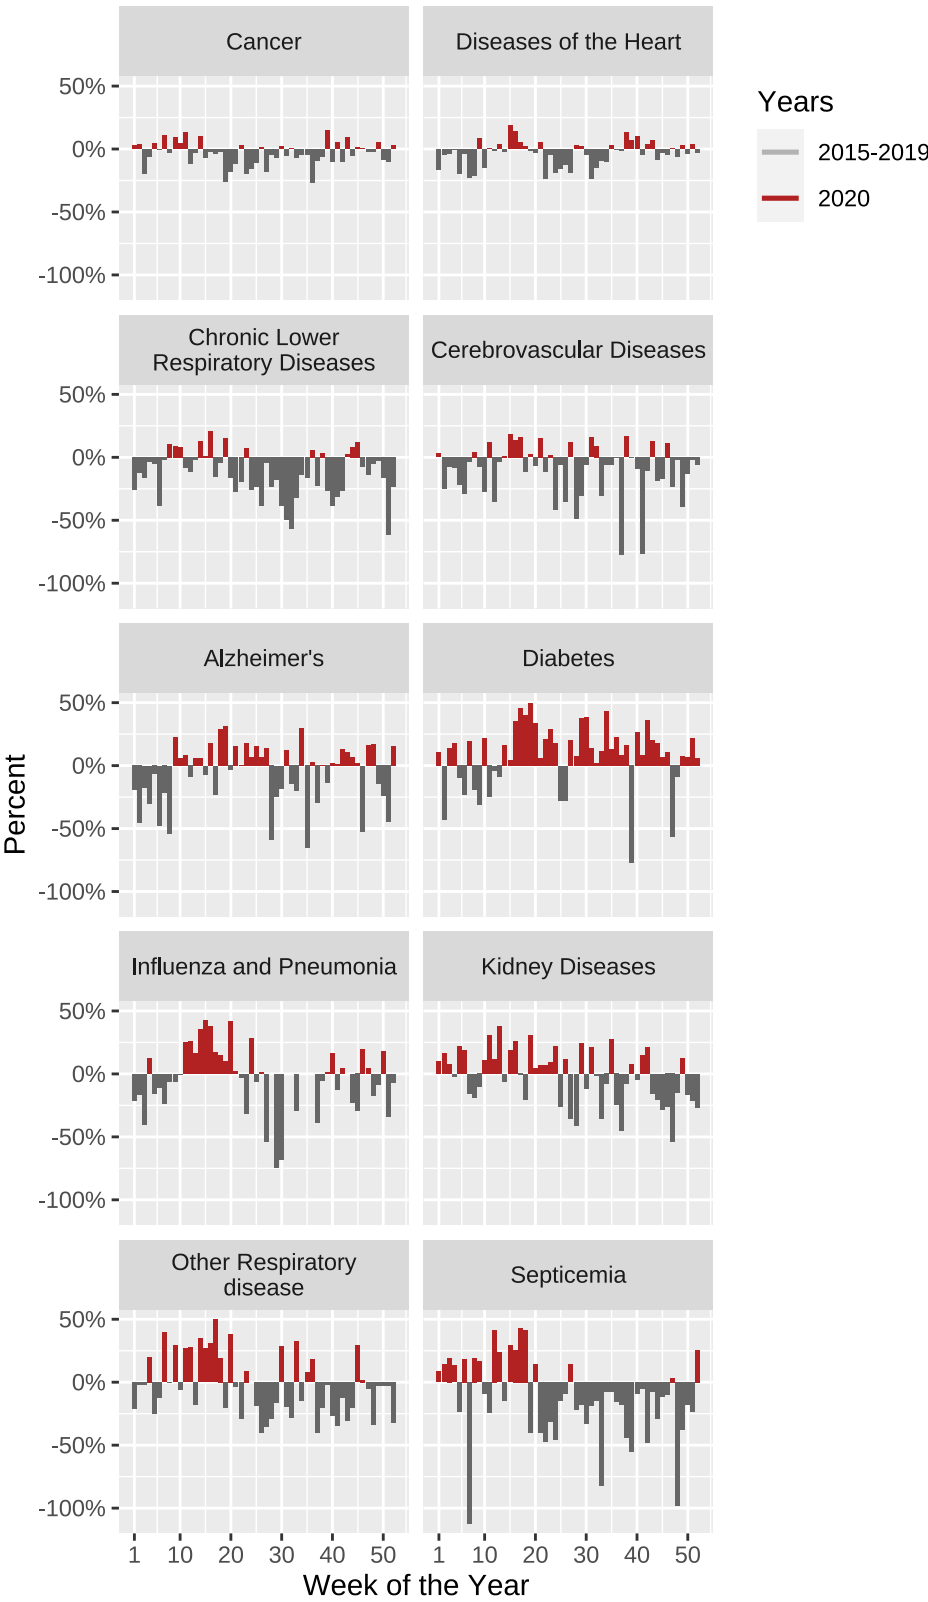 Cancer
Diseases of the Heart
50%
0%
-50%
-100%
Years
2015-2019
2020
Chronic Lower
Respiratory Diseases
Cerebrovascular Diseases
50%
0%
-50%
-100%
Alzheimer's
Diabetes
50%
0%
-50%
-100%
Percent
Influenza and Pneumonia
Kidney Diseases
50%
0%
-50%
-100%
Other Respiratory
disease
Septicemia
50%
0%
-50%
-100%
1 10 20 30 40 50
1 10 20 30 40 50
Week of the Year